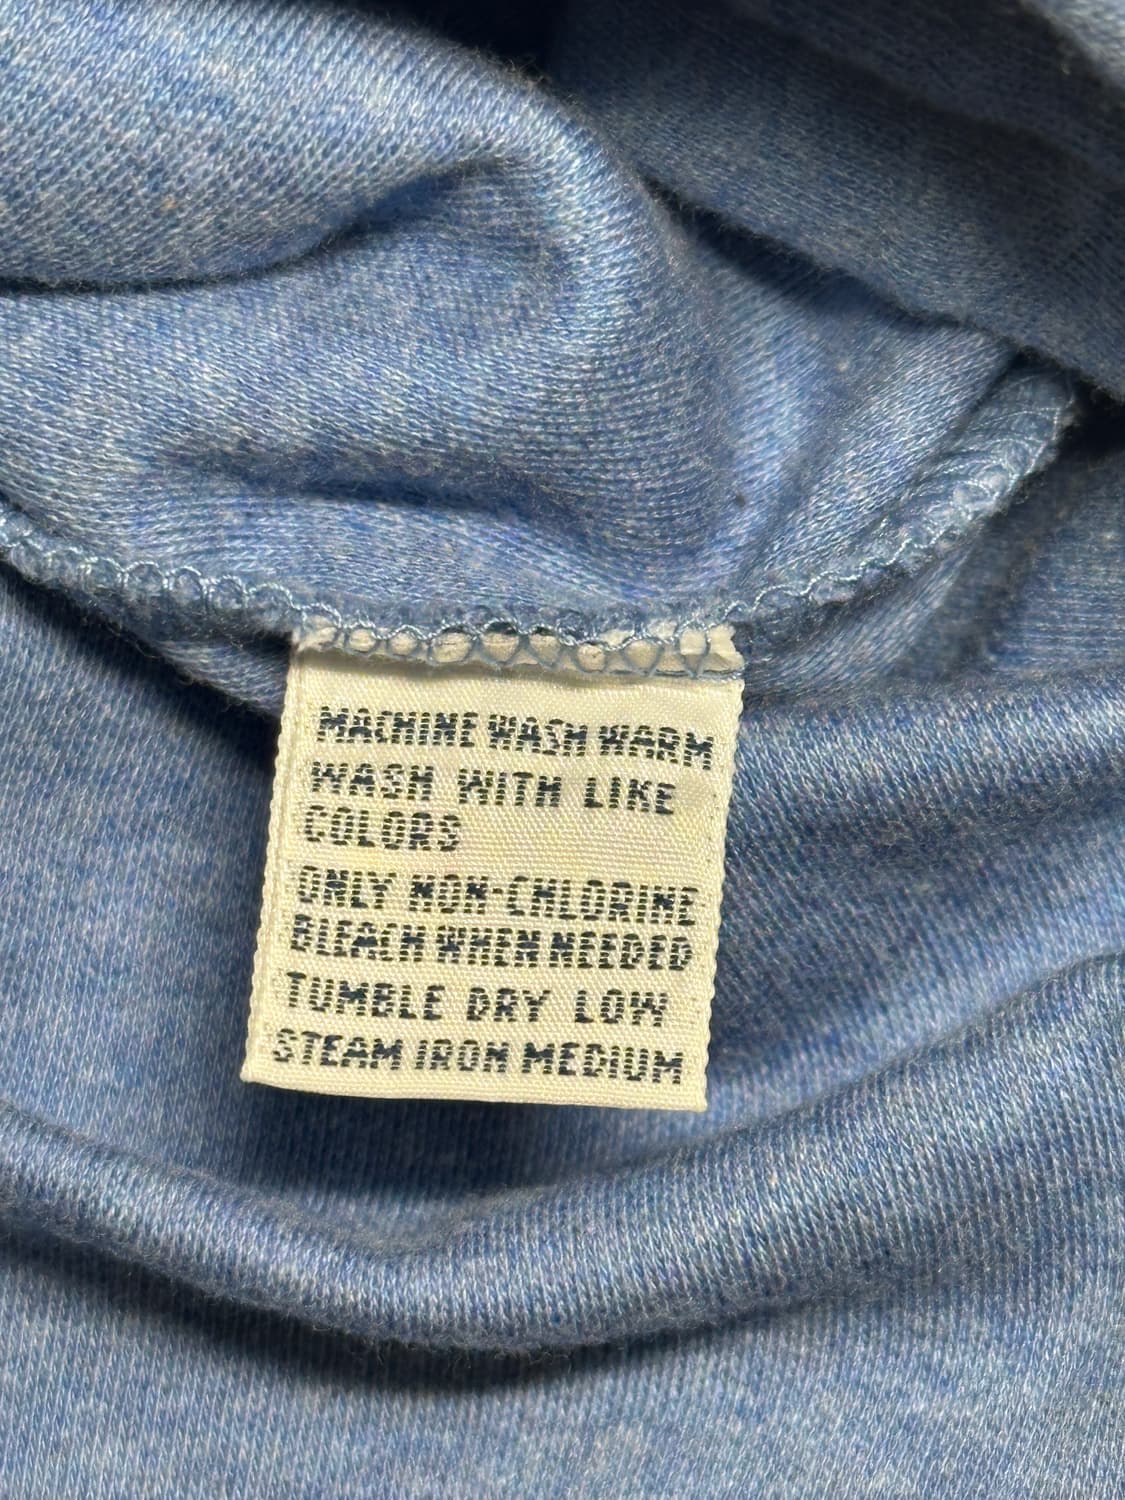 MACHINE WASH WARM
WASH WITH LIKE
COLORS
ONLY NON-CHLORINE
BLEACH WHEN NEEDED
TUMBLE DRY LOW
STEAM IRON MEDIUM